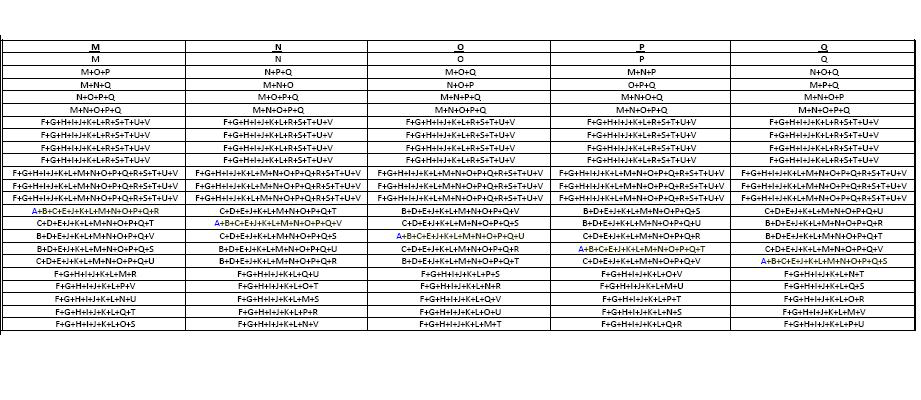 M N O P Q
M N O P Q
M+O+P N+P+Q M+O+Q M+N+P N+O+Q
M+N+Q M+N+O N+O+P O+P+Q M+P+Q
N+O+P+Q M+O+P+Q M+N+P+Q M+N+O+Q M+N+O+P
M+N+O+P+Q M+N+O+P+Q M+N+O+P+Q M+N+O+P+Q M+N+O+P+Q
F+G+H+I+J+K+L+R+S+T+U+V F+G+H+I+J+K+L+R+S+T+U+V F+G+H+I+J+K+L+R+S+T+U+V F+G+H+I+J+K+L+R+S+T+U+V F+G+H+I+J+K+L+R+S+T+U+V
F+G+H+I+J+K+L+R+S+T+U+V F+G+H+I+J+K+L+R+S+T+U+V F+G+H+I+J+K+L+R+S+T+U+V F+G+H+I+J+K+L+R+S+T+U+V F+G+H+I+J+K+L+R+S+T+U+V
F+G+H+I+J+K+L+R+S+T+U+V F+G+H+I+J+K+L+R+S+T+U+V F+G+H+I+J+K+L+R+S+T+U+V F+G+H+I+J+K+L+R+S+T+U+V F+G+H+I+J+K+L+R+S+T+U+V
F+G+H+I+J+K+L+R+S+T+U+V F+G+H+I+J+K+L+R+S+T+U+V F+G+H+I+J+K+L+R+S+T+U+V F+G+H+I+J+K+L+R+S+T+U+V F+G+H+I+J+K+L+R+S+T+U+V
F+G+H+I+J+K+L+M+N+O+P+Q+R+S+T+U+V F+G+H+I+J+K+L+M+N+O+P+Q+R+S+T+U+V F+G+H+I+J+K+L+M+N+O+P+Q+R+S+T+U+V F+G+H+I+J+K+L+M+N+O+P+Q+R+S+T+U+V F+G+H+I+J+K+L+M+N+O+P+Q+R+S+T+U+V
F+G+H+I+J+K+L+M+N+O+P+Q+R+S+T+U+V F+G+H+I+J+K+L+M+N+O+P+Q+R+S+T+U+V F+G+H+I+J+K+L+M+N+O+P+Q+R+S+T+U+V F+G+H+I+J+K+L+M+N+O+P+Q+R+S+T+U+V F+G+H+I+J+K+L+M+N+O+P+Q+R+S+T+U+V
F+G+H+I+J+K+L+M+N+O+P+Q+R+S+T+U+V F+G+H+I+J+K+L+M+N+O+P+Q+R+S+T+U+V F+G+H+I+J+K+L+M+N+O+P+Q+R+S+T+U+V F+G+H+I+J+K+L+M+N+O+P+Q+R+S+T+U+V F+G+H+I+J+K+L+M+N+O+P+Q+R+S+T+U+V
A+B+C+E+J+K+L+M+N+O+P+Q+R C+D+E+J+K+L+M+N+O+P+Q+T B+D+E+J+K+L+M+N+O+P+Q+V B+D+E+J+K+L+M+N+O+P+Q+S C+D+E+J+K+L+M+N+O+P+Q+U
C+D+E+J+K+L+M+N+O+P+Q+T A+B+C+E+J+K+L+M+N+O+P+Q+V C+D+E+J+K+L+M+N+O+P+Q+S B+D+E+J+K+L+M+N+O+P+Q+U B+D+E+J+K+L+M+N+O+P+Q+R
B+D+E+J+K+L+M+N+O+P+Q+V C+D+E+J+K+L+M+N+O+P+Q+S A+B+C+E+J+K+L+M+N+O+P+Q+U C+D+E+J+K+L+M+N+O+P+Q+R B+D+E+J+K+L+M+N+O+P+Q+T
B+D+E+J+K+L+M+N+O+P+Q+S B+D+E+J+K+L+M+N+O+P+Q+U C+D+E+J+K+L+M+N+O+P+Q+R A+B+C+E+J+K+L+M+N+O+P+Q+T C+D+E+J+K+L+M+N+O+P+Q+V
C+D+E+J+K+L+M+N+O+P+Q+U B+D+E+J+K+L+M+N+O+P+Q+R B+D+E+J+K+L+M+N+O+P+Q+T C+D+E+J+K+L+M+N+O+P+Q+V A+B+C+E+J+K+L+M+N+O+P+Q+S
F+G+H+I+J+K+L+M+R F+G+H+I+J+K+L+Q+U F+G+H+I+J+K+L+P+S F+G+H+I+J+K+L+O+V F+G+H+I+J+K+L+N+T
F+G+H+I+J+K+L+P+V F+G+H+I+J+K+L+O+T F+G+H+I+J+K+L+N+R F+G+H+I+J+K+L+M+U F+G+H+I+J+K+L+Q+S
F+G+H+I+J+K+L+N+U F+G+H+I+J+K+L+M+S F+G+H+I+J+K+L+Q+V F+G+H+I+J+K+L+P+T F+G+H+I+J+K+L+O+R
F+G+H+I+J+K+L+Q+T F+G+H+I+J+K+L+P+R F+G+H+I+J+K+L+O+U F+G+H+I+J+K+L+N+S F+G+H+I+J+K+L+M+V
F+G+H+I+J+K+L+O+S F+G+H+I+J+K+L+N+V F+G+H+I+J+K+L+M+T F+G+H+I+J+K+L+Q+R F+G+H+I+J+K+L+P+U